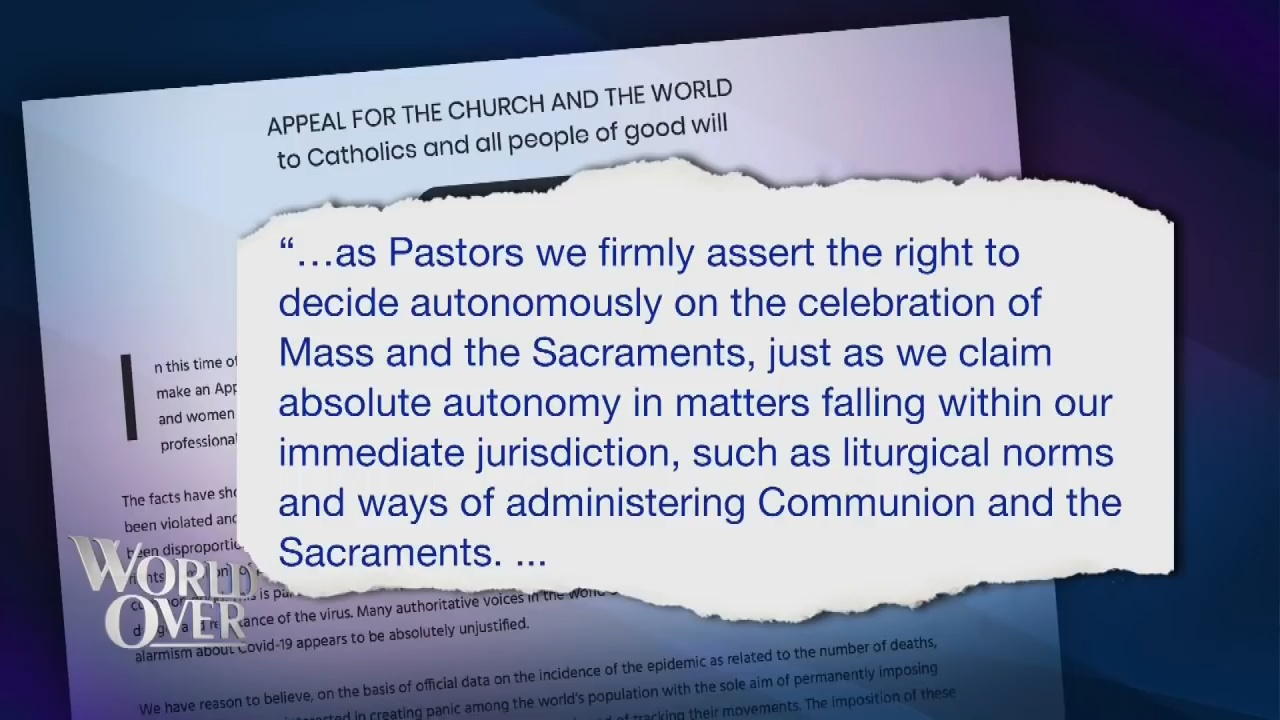 APPEAL FOR THE CHURCH AND THE WORLD
to Catholics and all people of good will
“…as Pastors we firmly assert the right to
decide autonomously on the celebration of
Mass and the Sacraments, just as we claim
absolute autonomy in matters falling within our
immediate jurisdiction, such as liturgical norms
and ways of administering Communion and the
Sacraments. ...
In this time of
make an App
and women
professional
The facts have sho
been violated and
been disproportio
is pa
tance of the virus. Many authoritative voices in the world
alarmism about Covid-19 appears to be absolutely unjustified.
We have reason to believe, on the basis of official data on the incidence of the epidemic as related to the number of deaths,
in creating panic among the world's population with the sole aim of permanently imposing
of tracking their movements. The imposition of these
WORLD
OVER